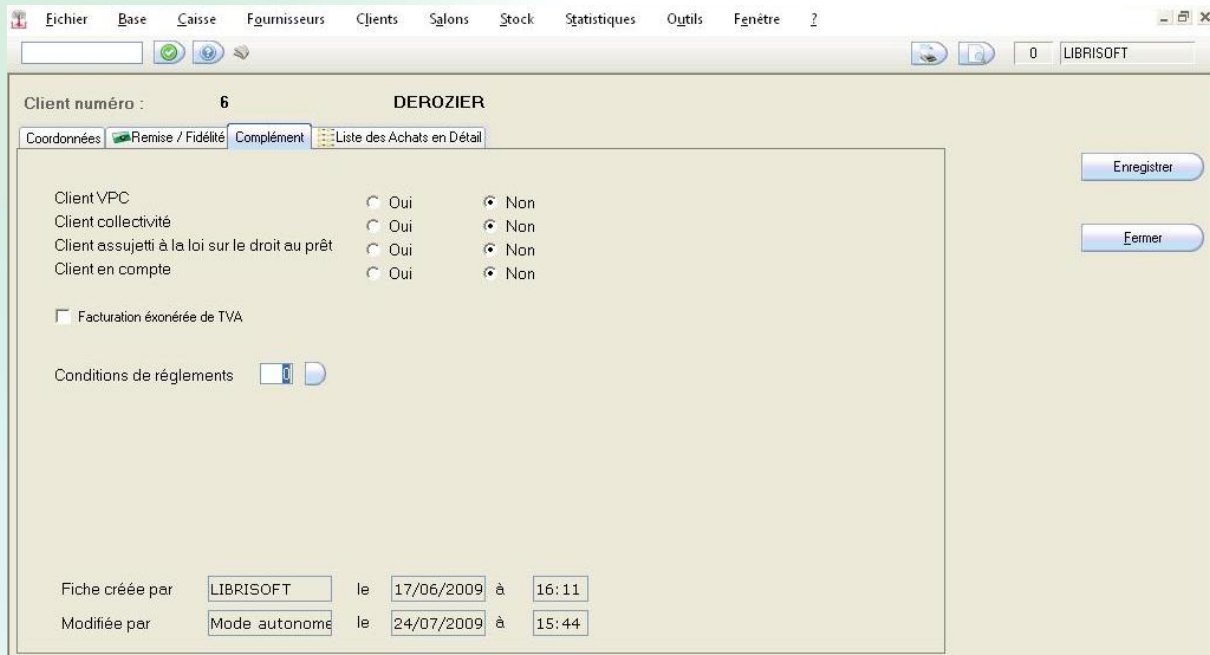 Fichier Base Caisse Fournisseurs Clients Salons Stock Statistiques Outils Fenêtre ?
0 LIBRISOFT
Client numéro : 6 DEROZIER
Coordonnées Remise / Fidélité Complément Liste des Achats en Détail
Enregistrer
Client VPC Oui Non
Client collectivité Oui Non
Client assujetti à la loi sur le droit au prêt Oui Non
Fermer
Client en compte Oui Non
Facturation éxonérée de TVA
Conditions de réglements 0
Fiche créée par LIBRISOFT le 17/06/2009 à 16:11
Modifiée par Mode autonome le 24/07/2009 à 15:44